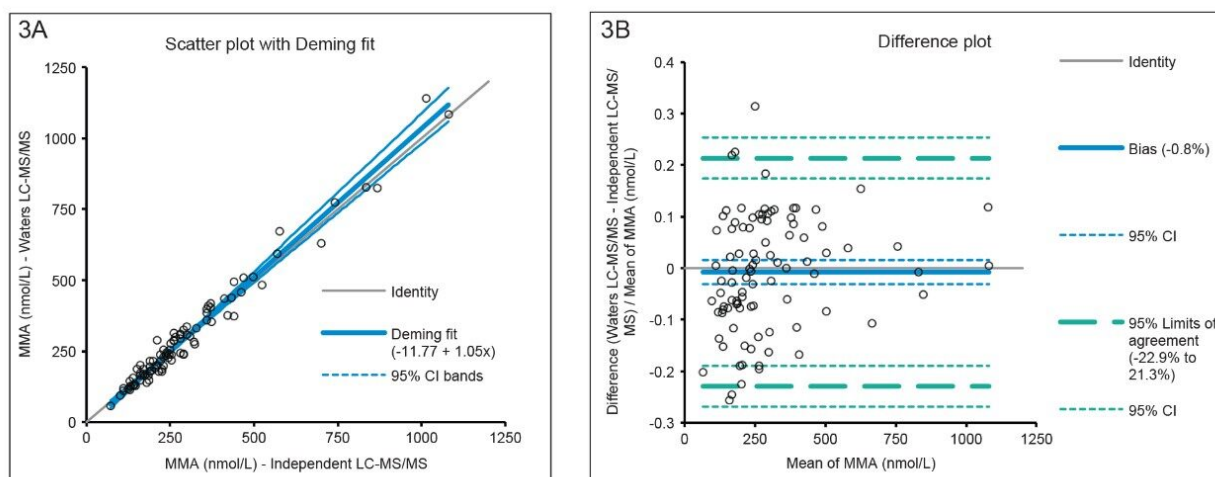 3A
Scatter plot with Deming fit
MMA (nmol/L) - Waters LC-MS/MS
1250
1000
750
500
250
0
0
250
500
750
1000
1250
MMA (nmol/L) - Independent LC-MS/MS
Identity
Deming fit
(-11.77 + 1.05x)
95% CI bands
3B
Difference plot
Difference (Waters LC-MS/MS - Independent LC-MS/
MS) / Mean of MMA (nmol/L)
0.4
0.3
0.2
0.1
0
-0.1
-0.2
-0.3
0
250
500
750
1000
1250
Mean of MMA (nmol/L)
Identity
Bias (-0.8%)
95% CI
95% Limits of
agreement
(-22.9% to
21.3%)
95% CI